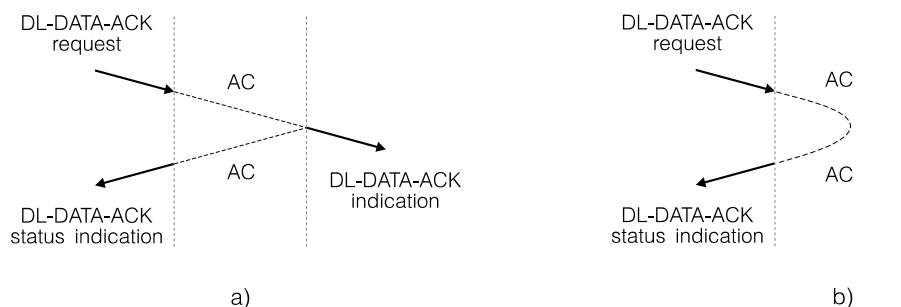 DL-DATA-ACK
request
AC
AC
DL-DATA-ACK
indication
DL-DATA-ACK
status indication
a)
DL-DATA-ACK
request
AC
AC
DL-DATA-ACK
status indication
b)